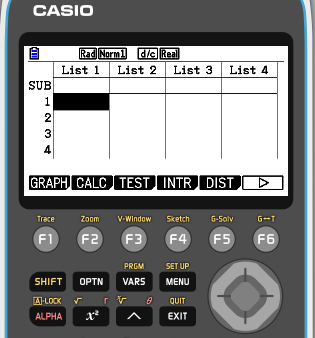 CASIO
Rad Norm1 d/c Real
List 1 List 2 List 3 List 4
SUB
1
2
3
4
GRAPH CALC TEST INTR DIST ▷
Trace Zoom V-Window Sketch G-Solv G↔T
F1 F2 F3 F4 F5 F6
PRGM SET UP
SHIFT OPTN VARS MENU
A-LOCK √ r ∛ θ QUIT
ALPHA x² ^ EXIT